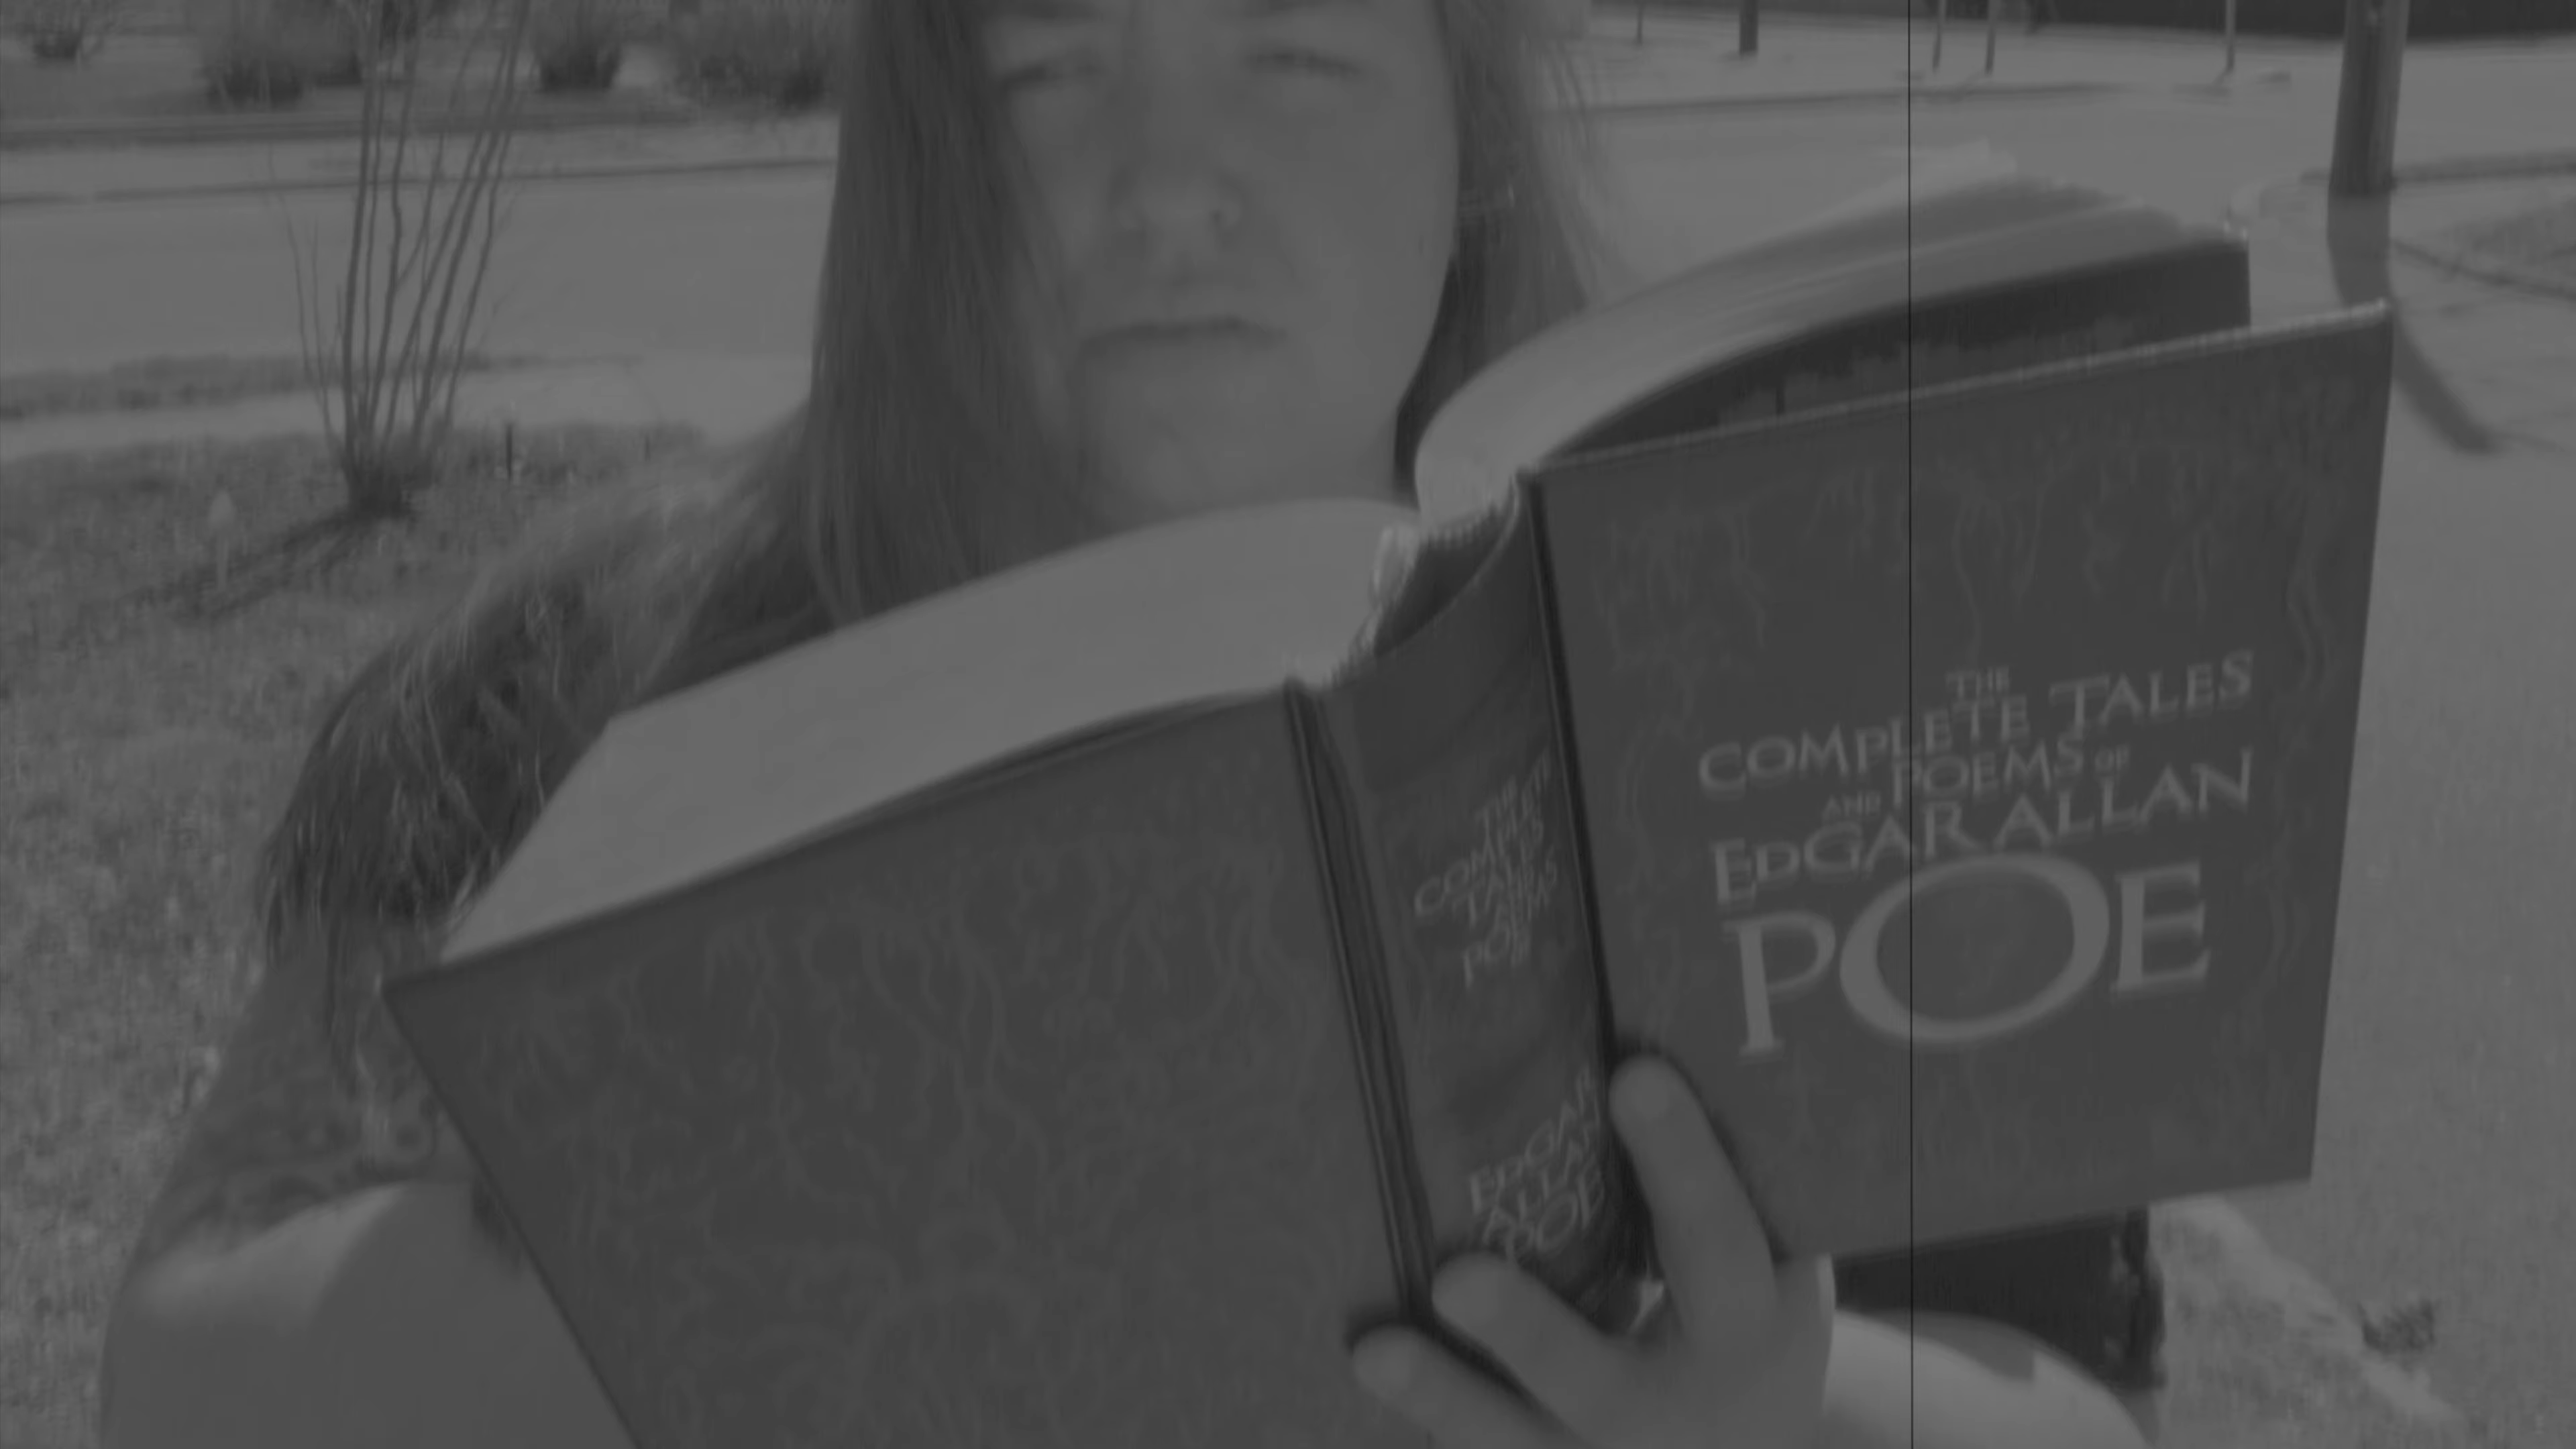 THE
COMPLETE TALES
AND POEMS OF
EDGAR ALLAN
POE
THE
COMPLETE
TALES
POEMS
EDGAR
ALLAN
POE